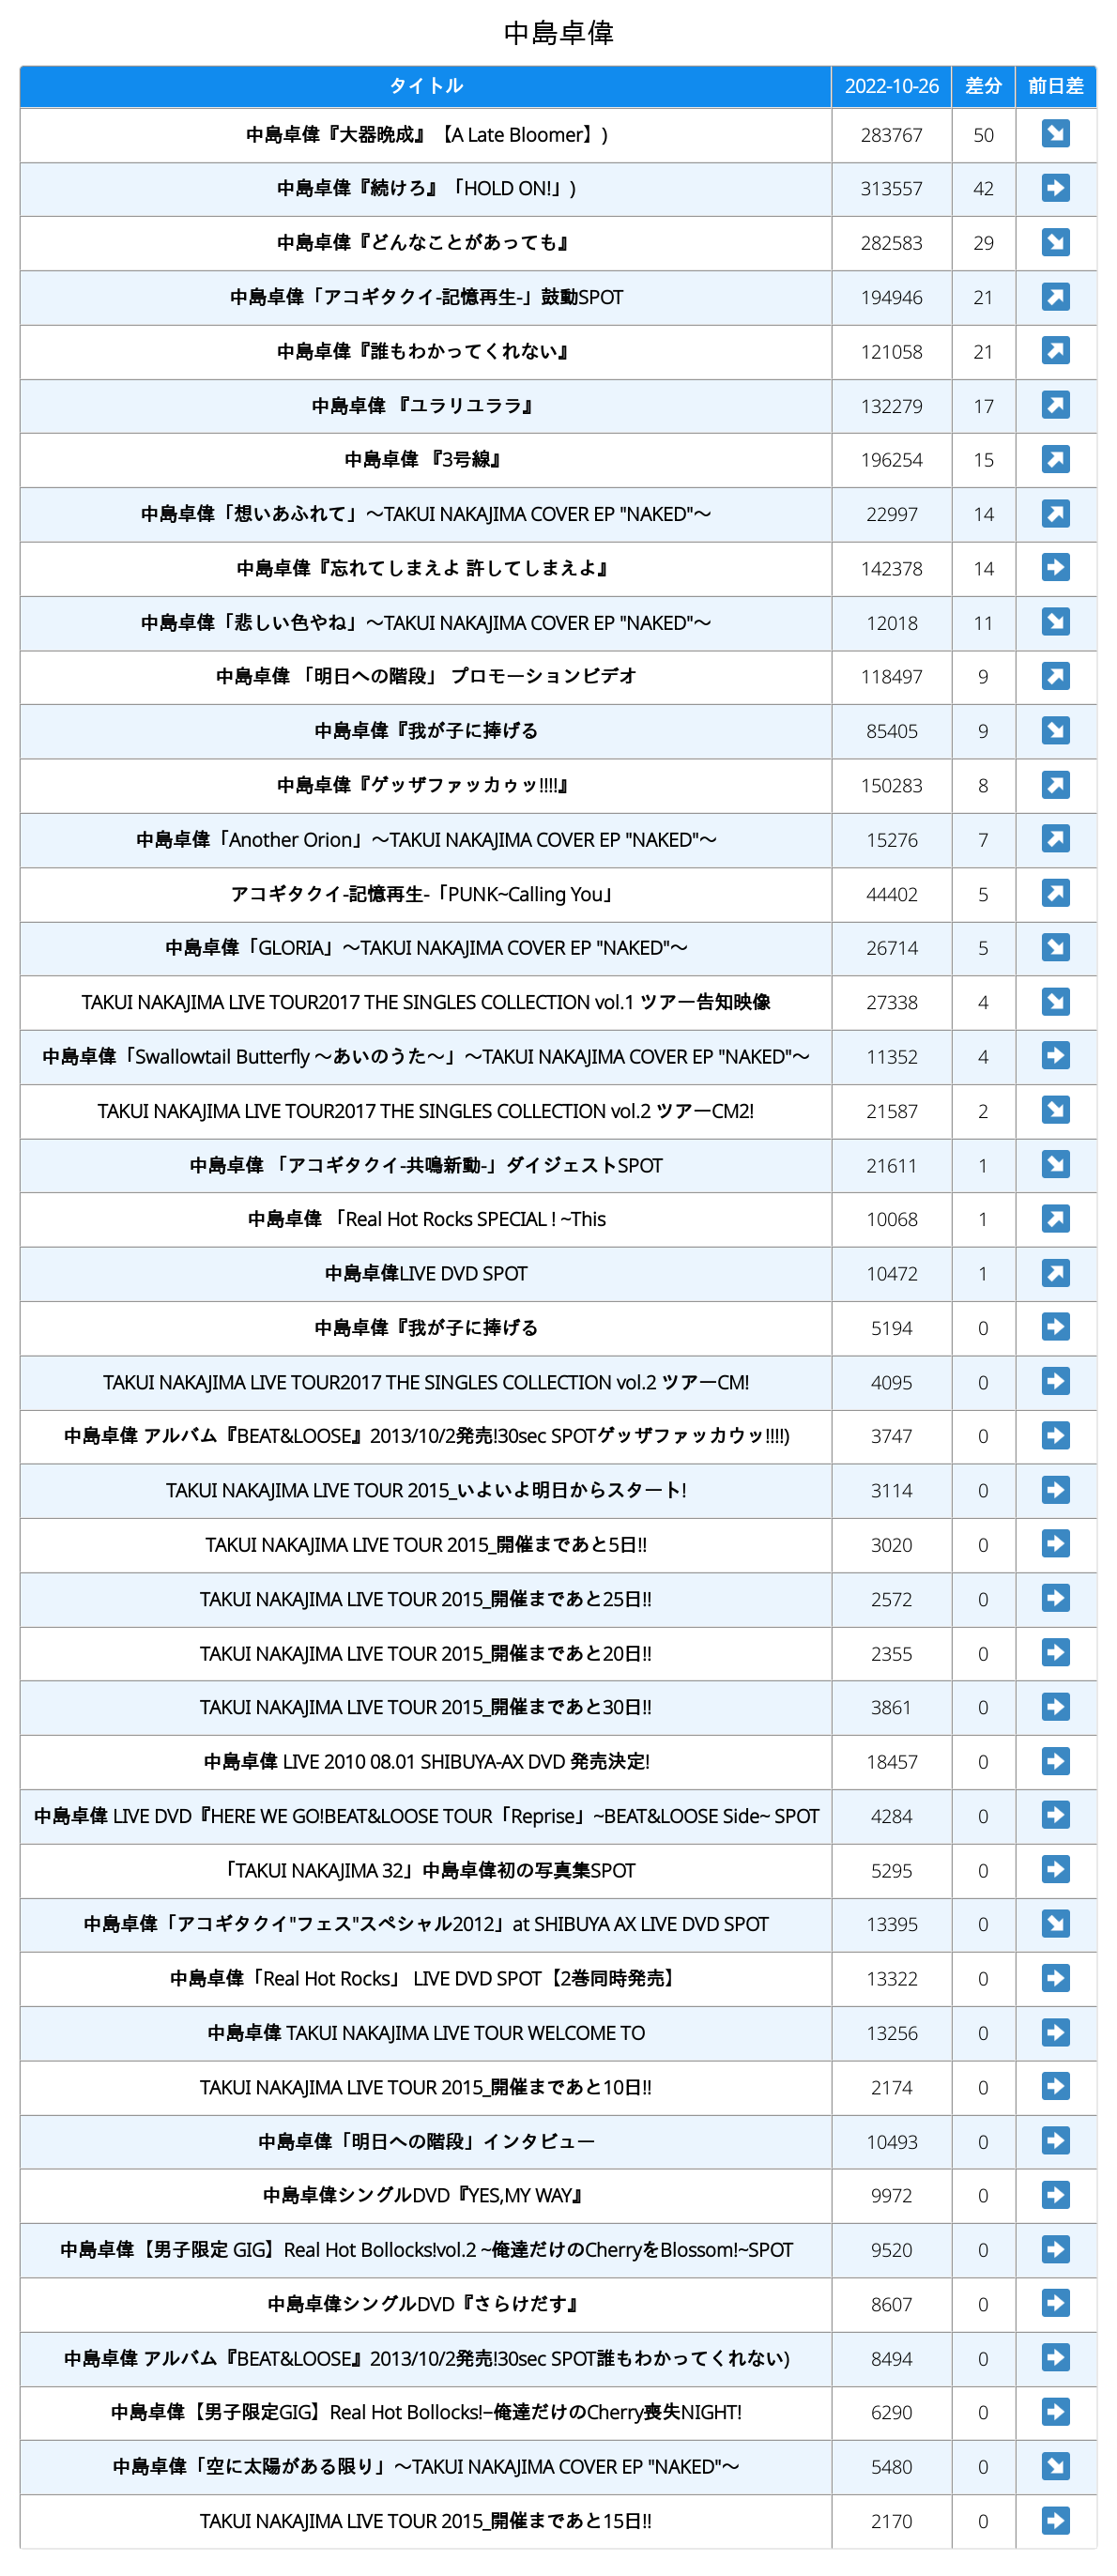 中島卓偉
タイトル 2022-10-26 差分 前日差
中島卓偉『大器晩成』【A Late Bloomer】) 283767 50 ↘
中島卓偉『続けろ』「HOLD ON!」) 313557 42 ➡
中島卓偉『どんなことがあっても』 282583 29 ↘
中島卓偉「アコギタクイ-記憶再生-」鼓動SPOT 194946 21 ↗
中島卓偉『誰もわかってくれない』 121058 21 ↗
中島卓偉 『ユラリユララ』 132279 17 ↗
中島卓偉 『3号線』 196254 15 ↗
中島卓偉「想いあふれて」〜TAKUI NAKAJIMA COVER EP "NAKED"〜 22997 14 ↗
中島卓偉『忘れてしまえよ 許してしまえよ』 142378 14 ➡
中島卓偉「悲しい色やね」〜TAKUI NAKAJIMA COVER EP "NAKED"〜 12018 11 ↘
中島卓偉 「明日への階段」 プロモーションビデオ 118497 9 ↗
中島卓偉『我が子に捧げる 85405 9 ↘
中島卓偉『ゲッザファッカゥッ!!!!』 150283 8 ↗
中島卓偉「Another Orion」〜TAKUI NAKAJIMA COVER EP "NAKED"〜 15276 7 ↗
アコギタクイ-記憶再生-「PUNK~Calling You」 44402 5 ↗
中島卓偉「GLORIA」〜TAKUI NAKAJIMA COVER EP "NAKED"〜 26714 5 ↘
TAKUI NAKAJIMA LIVE TOUR2017 THE SINGLES COLLECTION vol.1 ツアー告知映像 27338 4 ↘
中島卓偉「Swallowtail Butterfly 〜あいのうた〜」〜TAKUI NAKAJIMA COVER EP "NAKED"〜 11352 4 ➡
TAKUI NAKAJIMA LIVE TOUR2017 THE SINGLES COLLECTION vol.2 ツアーCM2! 21587 2 ↘
中島卓偉 「アコギタクイ-共鳴新動-」ダイジェストSPOT 21611 1 ↘
中島卓偉 「Real Hot Rocks SPECIAL ! ~This 10068 1 ↗
中島卓偉LIVE DVD SPOT 10472 1 ↗
中島卓偉『我が子に捧げる 5194 0 ➡
TAKUI NAKAJIMA LIVE TOUR2017 THE SINGLES COLLECTION vol.2 ツアーCM! 4095 0 ➡
中島卓偉 アルバム『BEAT&LOOSE』2013/10/2発売!30sec SPOTゲッザファッカウッ!!!!) 3747 0 ➡
TAKUI NAKAJIMA LIVE TOUR 2015_いよいよ明日からスタート! 3114 0 ➡
TAKUI NAKAJIMA LIVE TOUR 2015_開催まであと5日!! 3020 0 ➡
TAKUI NAKAJIMA LIVE TOUR 2015_開催まであと25日!! 2572 0 ➡
TAKUI NAKAJIMA LIVE TOUR 2015_開催まであと20日!! 2355 0 ➡
TAKUI NAKAJIMA LIVE TOUR 2015_開催まであと30日!! 3861 0 ➡
中島卓偉 LIVE 2010 08.01 SHIBUYA-AX DVD 発売決定! 18457 0 ➡
中島卓偉 LIVE DVD『HERE WE GO!BEAT&LOOSE TOUR「Reprise」~BEAT&LOOSE Side~ SPOT 4284 0 ➡
「TAKUI NAKAJIMA 32」中島卓偉初の写真集SPOT 5295 0 ➡
中島卓偉「アコギタクイ"フェス"スペシャル2012」at SHIBUYA AX LIVE DVD SPOT 13395 0 ↘
中島卓偉「Real Hot Rocks」 LIVE DVD SPOT【2巻同時発売】 13322 0 ➡
中島卓偉 TAKUI NAKAJIMA LIVE TOUR WELCOME TO 13256 0 ➡
TAKUI NAKAJIMA LIVE TOUR 2015_開催まであと10日!! 2174 0 ➡
中島卓偉「明日への階段」インタビュー 10493 0 ➡
中島卓偉シングルDVD『YES,MY WAY』 9972 0 ➡
中島卓偉【男子限定 GIG】Real Hot Bollocks!vol.2 ~俺達だけのCherryをBlossom!~SPOT 9520 0 ➡
中島卓偉シングルDVD『さらけだす』 8607 0 ➡
中島卓偉 アルバム『BEAT&LOOSE』2013/10/2発売!30sec SPOT誰もわかってくれない) 8494 0 ➡
中島卓偉【男子限定GIG】Real Hot Bollocks!−俺達だけのCherry喪失NIGHT! 6290 0 ➡
中島卓偉「空に太陽がある限り」〜TAKUI NAKAJIMA COVER EP "NAKED"〜 5480 0 ↘
TAKUI NAKAJIMA LIVE TOUR 2015_開催まであと15日!! 2170 0 ➡